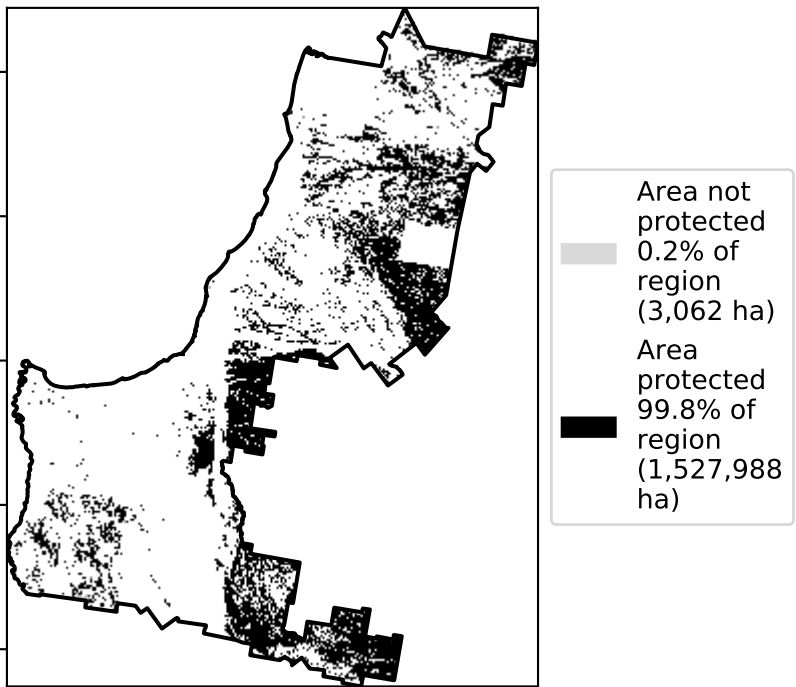 Area not
protected
0.2% of
region
(3,062 ha)
Area
protected
99.8% of
region
(1,527,988
ha)